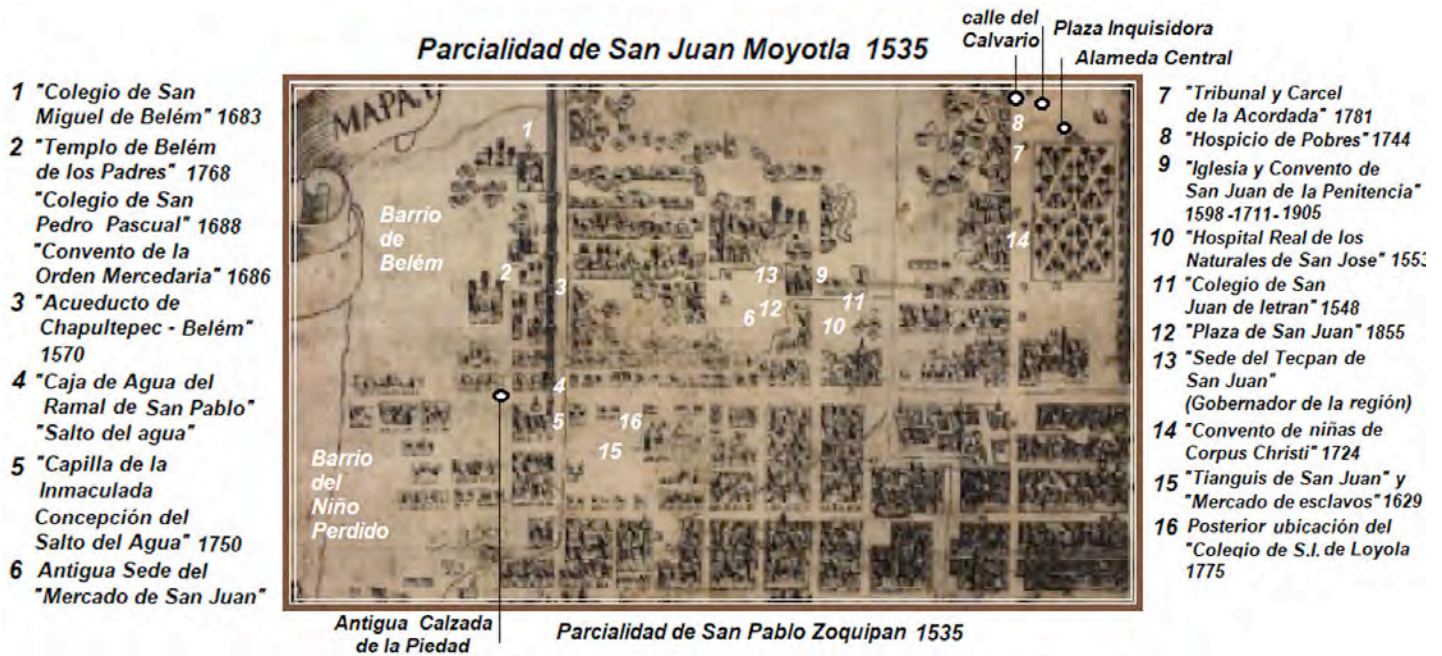 Parcialidad de San Juan Moyotla 1535
calle del
Calvario
Plaza Inquisidora
Alameda Central
1 "Colegio de San
Miguel de Belém" 1683
2 "Templo de Belém
de los Padres" 1768
"Colegio de San
Pedro Pascual" 1688
"Convento de la
Orden Mercedaria" 1686
3 "Acueducto de
Chapultepec - Belém"
1570
4 "Caja de Agua del
Ramal de San Pablo"
"Salto del agua"
5 "Capilla de la
Inmaculada
Concepción del
Salto del Agua" 1750
6 Antigua Sede del
"Mercado de San Juan"
MAPA
1
8
7
Barrio
de
Belém
14
2
13
9
3
11
12
6
10
4
5
16
15
Barrio
del
Niño
Perdido
7 "Tribunal y Carcel
de la Acordada" 1781
8 "Hospicio de Pobres" 1744
9 "Iglesia y Convento de
San Juan de la Penitencia"
1598 -1711- 1905
10 "Hospital Real de los
Naturales de San Jose" 1553
11 "Colegio de San
Juan de letran" 1548
12 "Plaza de San Juan" 1855
13 "Sede del Tecpan de
San Juan"
(Gobernador de la región)
14 "Convento de niñas de
Corpus Christi" 1724
15 "Tianguis de San Juan" y
"Mercado de esclavos" 1629
16 Posterior ubicación del
"Colegio de S.I. de Loyola
1775
Antigua Calzada
de la Piedad
Parcialidad de San Pablo Zoquipan 1535